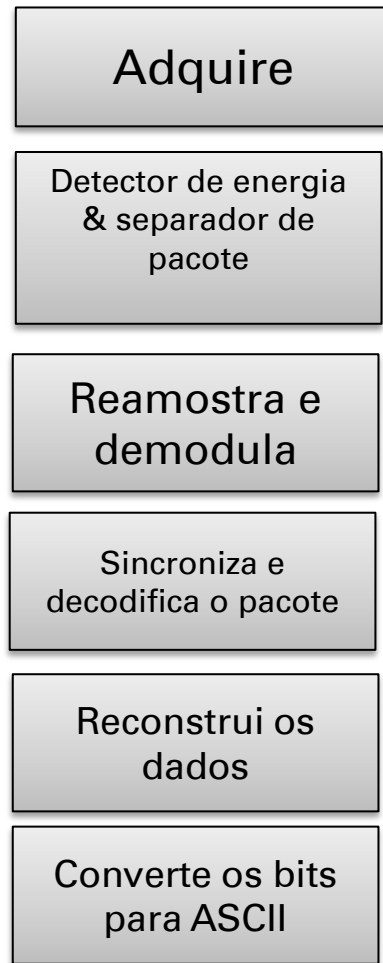 Adquire
Detector de energia
& separador de
pacote
Reamostra e
demodula
Sincroniza e
decodifica o pacote
Reconstrui os
dados
Converte os bits
para ASCII